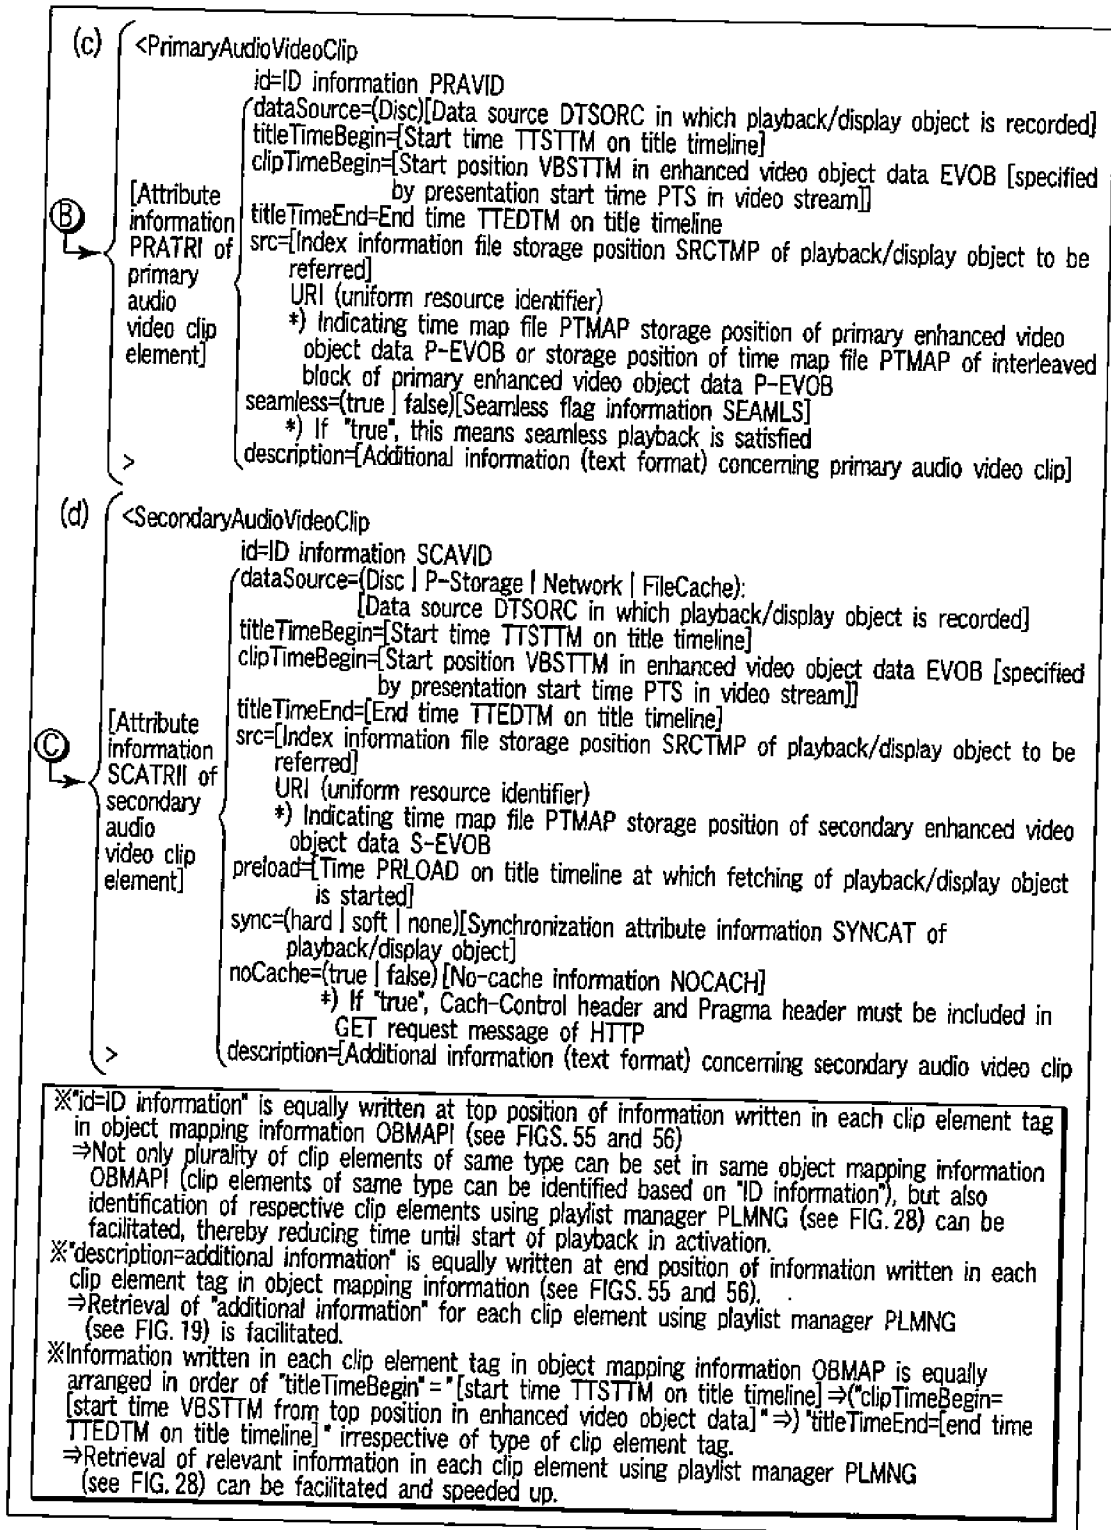 (c) <PrimaryAudioVideoClip
id=ID information PRAVID
dataSource=(Disc)[Data source DTSORC in which playback/display object is recorded]
titleTimeBegin=[Start time TTSTTM on title timeline]
clipTimeBegin=[Start position VBSTTM in enhanced video object data EVOB [specified
by presentation start time PTS in video stream]]
titleTimeEnd=End time TTEDTM on title timeline
src=[Index information file storage position SRCTMP of playback/display object to be
referred]
URI (uniform resource identifier)
*) Indicating time map file PTMAP storage position of primary enhanced video
object data P-EVOB or storage position of time map file PTMAP of interleaved
block of primary enhanced video object data P-EVOB
seamless=(true | false)[Seamless flag information SEAMLS]
*) If "true", this means seamless playback is satisfied
description=[Additional information (text format) concerning primary audio video clip]
>
B
[Attribute
information
PRATRI of
primary
audio
video clip
element]
(d) <SecondaryAudioVideoClip
id=ID information SCAVID
dataSource=(Disc | P-Storage | Network | FileCache):
[Data source DTSORC in which playback/display object is recorded]
titleTimeBegin=[Start time TTSTTM on title timeline]
clipTimeBegin=[Start position VBSTTM in enhanced video object data EVOB [specified
by presentation start time PTS in video stream]]
titleTimeEnd=[End time TTEDTM on title timeline]
src=[Index information file storage position SRCTMP of playback/display object to be
referred]
URI (uniform resource identifier)
*) Indicating time map file PTMAP storage position of secondary enhanced video
object data S-EVOB
preload=[Time PRLOAD on title timeline at which fetching of playback/display object
is started]
sync=(hard | soft | none)[Synchronization attribute information SYNCAT of
playback/display object]
noCache=(true | false) [No-cache information NOCACH]
*) If "true", Cach-Control header and Pragma header must be included in
GET request message of HTTP
description=[Additional information (text format) concerning secondary audio video clip
>
C
[Attribute
information
SCATRII of
secondary
audio
video clip
element]
※"id=ID information" is equally written at top position of information written in each clip element tag
in object mapping information OBMAPI (see FIGS. 55 and 56)
⇒Not only plurality of clip elements of same type can be set in same object mapping information
OBMAPI (clip elements of same type can be identified based on "ID information"), but also
identification of respective clip elements using playlist manager PLMNG (see FIG. 28) can be
facilitated, thereby reducing time until start of playback in activation.
※"description=additional information" is equally written at end position of information written in each
clip element tag in object mapping information (see FIGS. 55 and 56).
⇒Retrieval of "additional information" for each clip element using playlist manager PLMNG
(see FIG. 19) is facilitated.
※Information written in each clip element tag in object mapping information OBMAP is equally
arranged in order of "titleTimeBegin" = "[start time TTSTTM on title timeline] ⇒("clipTimeBegin=
[start time VBSTTM from top position in enhanced video object data]" ⇒) "titleTimeEnd=[end time
TTEDTM on title timeline]" irrespective of type of clip element tag.
⇒Retrieval of relevant information in each clip element using playlist manager PLMNG
(see FIG. 28) can be facilitated and speeded up.